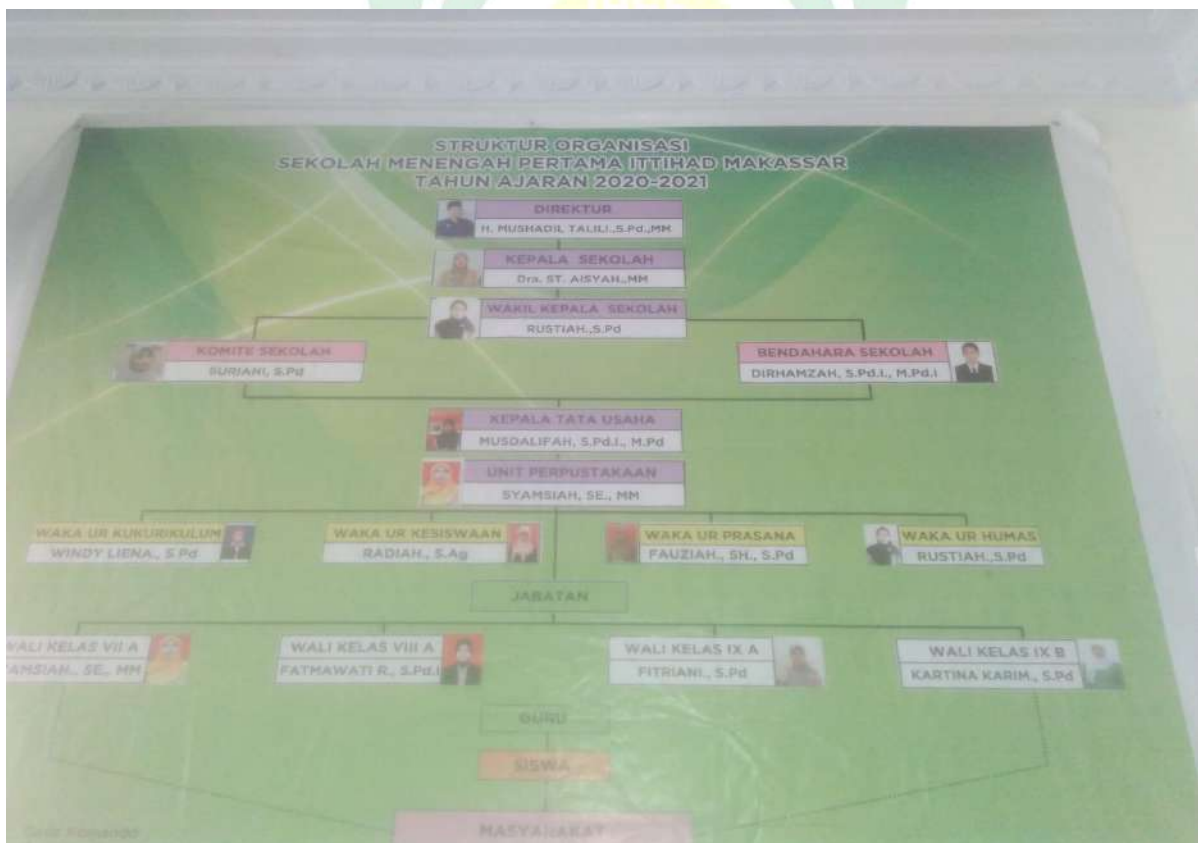 STRUKTUR ORGANISASI
SEKOLAH MENENGAH PERTAMA ITTIHAD MAKASSAR
TAHUN AJARAN 2020-2021
DIREKTUR
H. MUSHADIL TALILI.,S.Pd.,MM
KEPALA SEKOLAH
Dra. ST. AISYAH.,MM
WAKIL KEPALA SEKOLAH
RUSTIAH.,S.Pd
KOMITE SEKOLAH
SURIANI, S.Pd
BENDAHARA SEKOLAH
DIRHAMZAH, S.Pd.I., M.Pd.I
KEPALA TATA USAHA
MUSDALIFAH, S.Pd.I., M.Pd
UNIT PERPUSTAKAAN
SYAMSIAH, SE., MM
WAKA UR KUKURIKULUM
WINDY LIENA., S.Pd
WAKA UR KESISWAAN
RADIAH., S.Ag
WAKA UR PRASANA
FAUZIAH., SH., S.Pd
WAKA UR HUMAS
RUSTIAH.,S.Pd
JABATAN
WALI KELAS VII A
AMSIAH., SE., MM
WALI KELAS VIII A
FATMAWATI R., S.Pd.I
WALI KELAS IX A
FITRIANI., S.Pd
WALI KELAS IX B
KARTINA KARIM., S.Pd
GURU
SISWA
MASYARAKAT